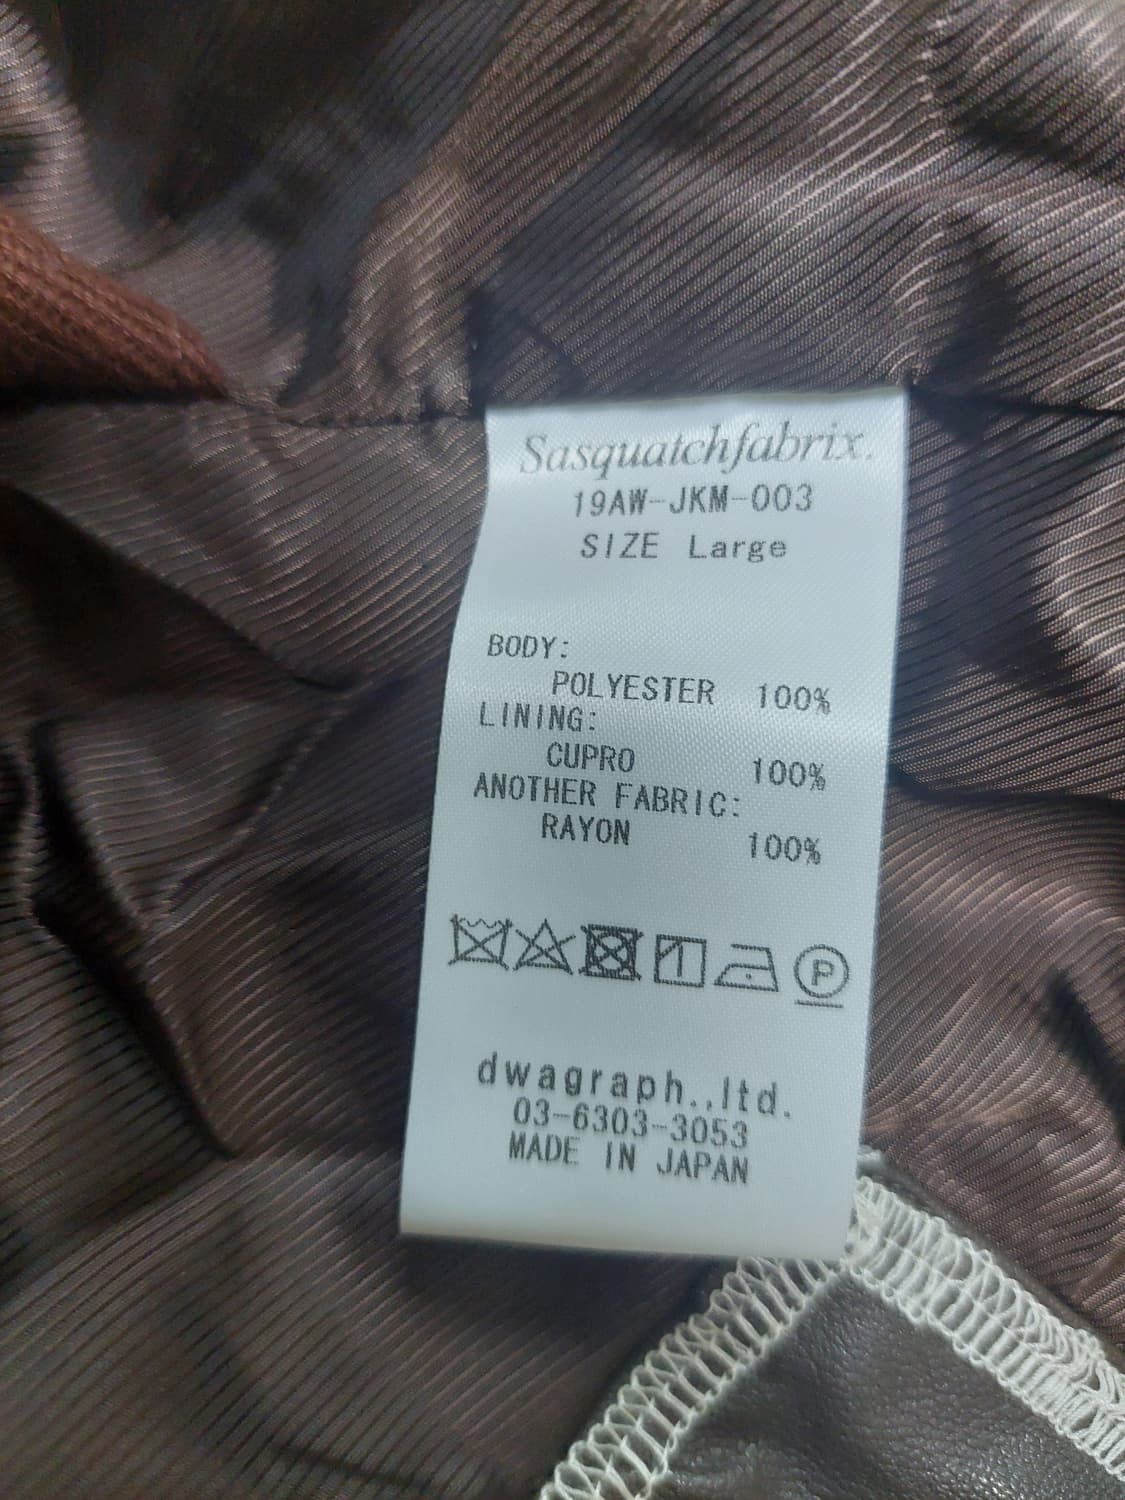 Sasquatchfabrix.
19AW-JKM-003
SIZE Large
BODY:
POLYESTER 100%
LINING:
CUPRO 100%
ANOTHER FABRIC:
RAYON 100%
P
dwagraph.,ltd.
03-6303-3053
MADE IN JAPAN